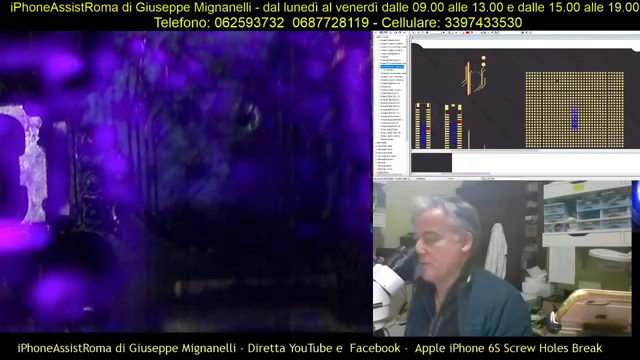 iPhoneAssistRoma di Giuseppe Mignanelli - dal lunedì al venerdì dalle 09.00 alle 13.00 e dalle 15.00 alle 19.00
Telefono: 062593732 0687728119 - Cellulare: 3397433530
iPhoneAssistRoma di Giuseppe Mignanelli - Diretta YouTube e Facebook - Apple iPhone 6S Screw Holes Break